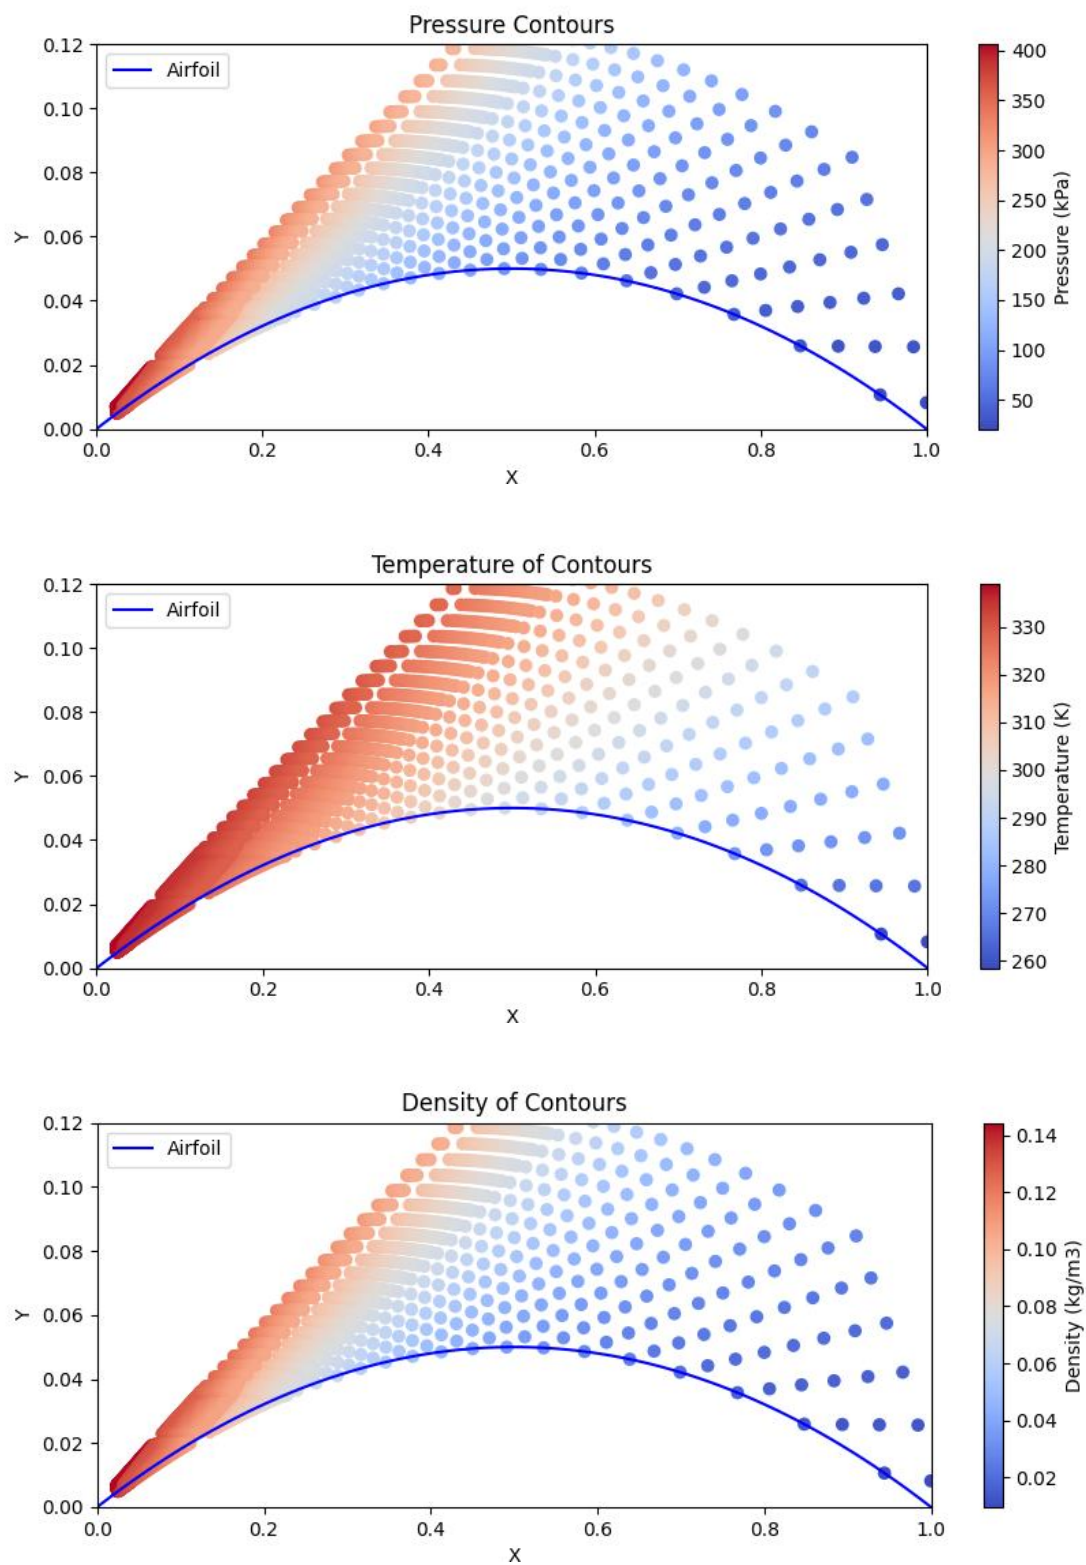 Pressure Contours
0.12
0.10
0.08
0.06
0.04
0.02
0.00
Y
Airfoil
0.0 0.2 0.4 0.6 0.8 1.0
X
400
350
300
250
200
150
100
50
Pressure (kPa)
Temperature of Contours
0.12
0.10
0.08
0.06
0.04
0.02
0.00
Y
Airfoil
0.0 0.2 0.4 0.6 0.8 1.0
X
330
320
310
300
290
280
270
260
Temperature (K)
Density of Contours
0.12
0.10
0.08
0.06
0.04
0.02
0.00
Y
Airfoil
0.0 0.2 0.4 0.6 0.8 1.0
X
0.14
0.12
0.10
0.08
0.06
0.04
0.02
Density (kg/m3)